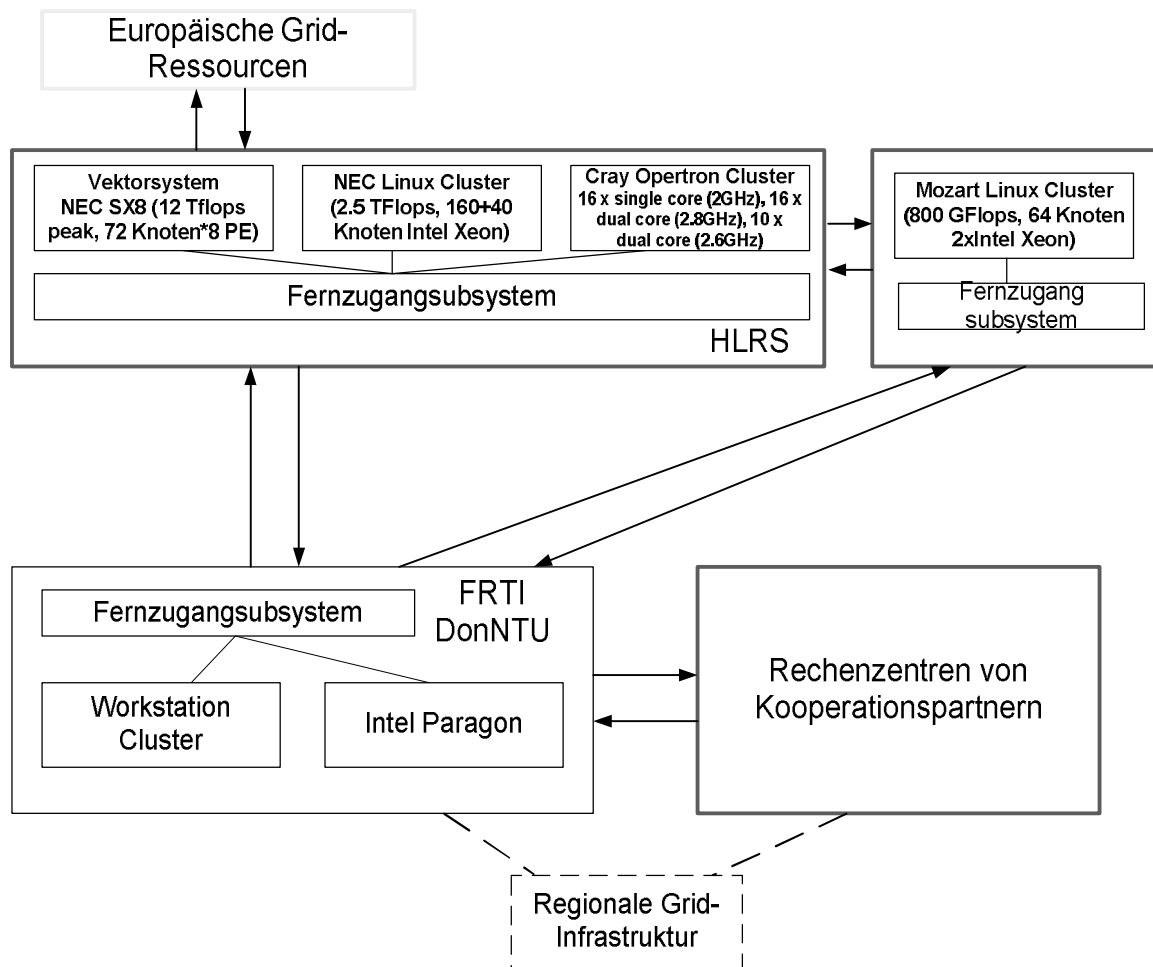 Europäische Grid-
Ressourcen
Vektorsystem
NEC SX8 (12 Tflops
peak, 72 Knoten*8 PE)
NEC Linux Cluster
(2.5 TFlops, 160+40
Knoten Intel Xeon)
Cray Opertron Cluster
16 x single core (2GHz), 16 x
dual core (2.8GHz), 10 x
dual core (2.6GHz)
Fernzugangsubsystem
HLRS
Mozart Linux Cluster
(800 GFlops, 64 Knoten
2xIntel Xeon)
Fernzugang
subsystem
FRTI
DonNTU
Fernzugangsubsystem
Workstation
Cluster
Intel Paragon
Rechenzentren von
Kooperationspartnern
Regionale Grid-
Infrastruktur